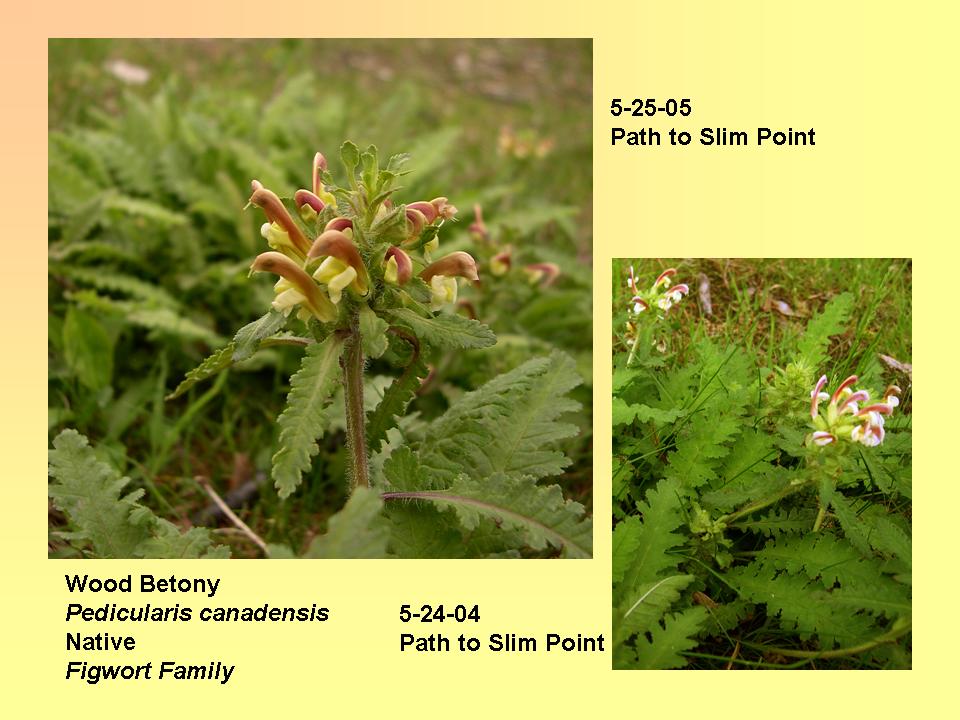 5-25-05
Path to Slim Point
Wood Betony
Pedicularis canadensis
Native
Figwort Family
5-24-04
Path to Slim Point